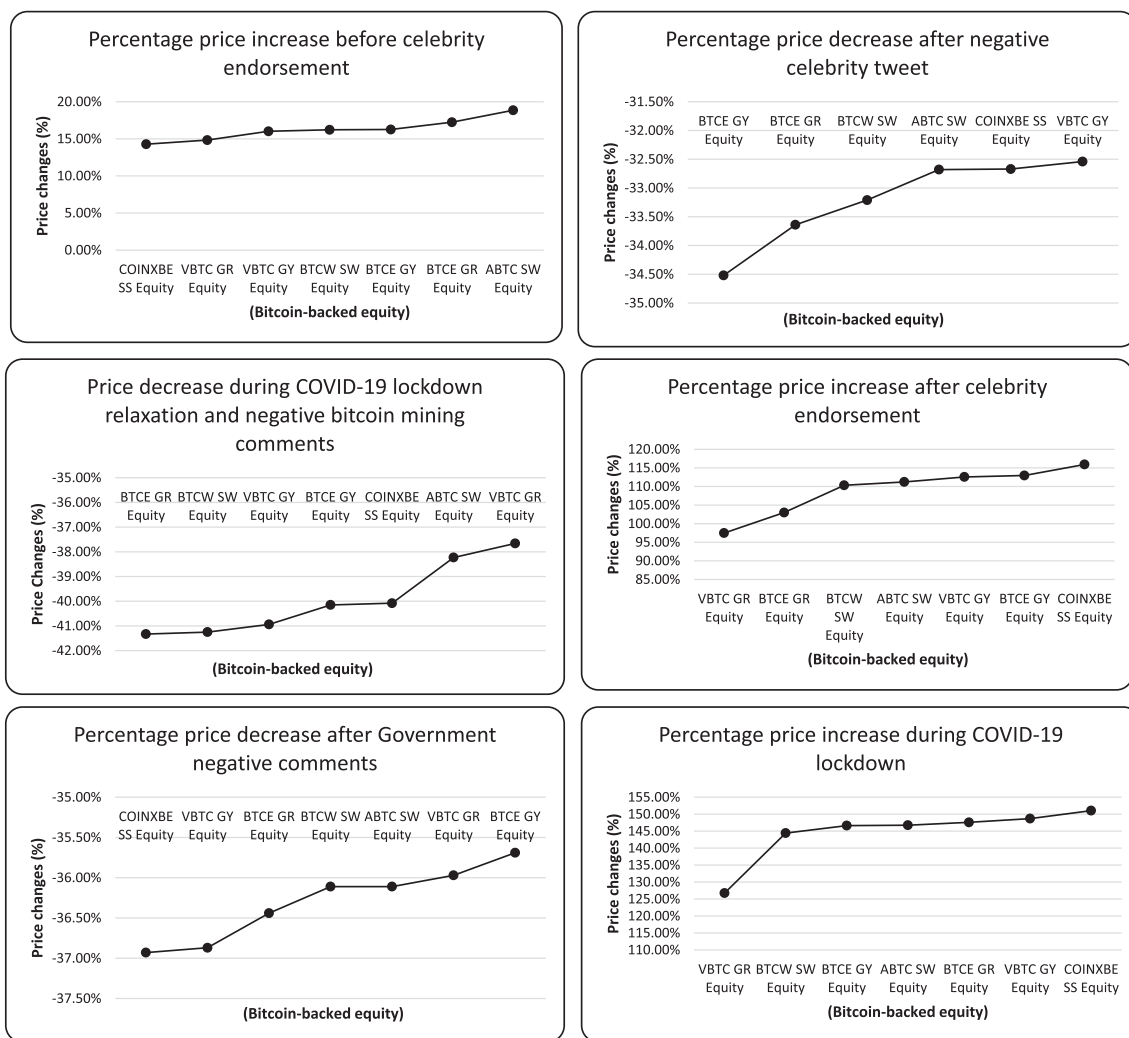 Percentage price increase before celebrity
endorsement
Price changes (%)
20.00%
15.00%
10.00%
5.00%
0.00%
COINXBE VBTC GR VBTC GY BTCW SW BTCE GY BTCE GR ABTC SW
SS Equity Equity Equity Equity Equity Equity Equity
(Bitcoin-backed equity)
Percentage price decrease after negative
celebrity tweet
Price changes (%)
-31.50%
-32.00%
-32.50%
-33.00%
-33.50%
-34.00%
-34.50%
-35.00%
BTCE GY BTCE GR BTCW SW ABTC SW COINXBE SS VBTC GY
Equity Equity Equity Equity Equity Equity
(Bitcoin-backed equity)
Price decrease during COVID-19 lockdown
relaxation and negative bitcoin mining
comments
Price Changes (%)
-35.00%
-36.00%
-37.00%
-38.00%
-39.00%
-40.00%
-41.00%
-42.00%
BTCE GR BTCW SW VBTC GY BTCE GY COINXBE ABTC SW VBTC GR
Equity Equity Equity Equity SS Equity Equity Equity
(Bitcoin-backed equity)
Percentage price increase after celebrity
endorsement
Price changes (%)
120.00%
115.00%
110.00%
105.00%
100.00%
95.00%
90.00%
85.00%
VBTC GR BTCE GR BTCW ABTC SW VBTC GY BTCE GY COINXBE
Equity Equity SW Equity Equity Equity SS Equity
Equity
(Bitcoin-backed equity)
Percentage price decrease after Government
negative comments
Price changes (%)
-35.00%
-35.50%
-36.00%
-36.50%
-37.00%
-37.50%
COINXBE VBTC GY BTCE GR BTCW SW ABTC SW VBTC GR BTCE GY
SS Equity Equity Equity Equity Equity Equity Equity
(Bitcoin-backed equity)
Percentage price increase during COVID-19
lockdown
Price changes (%)
155.00%
150.00%
145.00%
140.00%
135.00%
130.00%
125.00%
120.00%
115.00%
110.00%
VBTC GR BTCW SW BTCE GY ABTC SW BTCE GR VBTC GY COINXBE
Equity Equity Equity Equity Equity Equity SS Equity
(Bitcoin-backed equity)